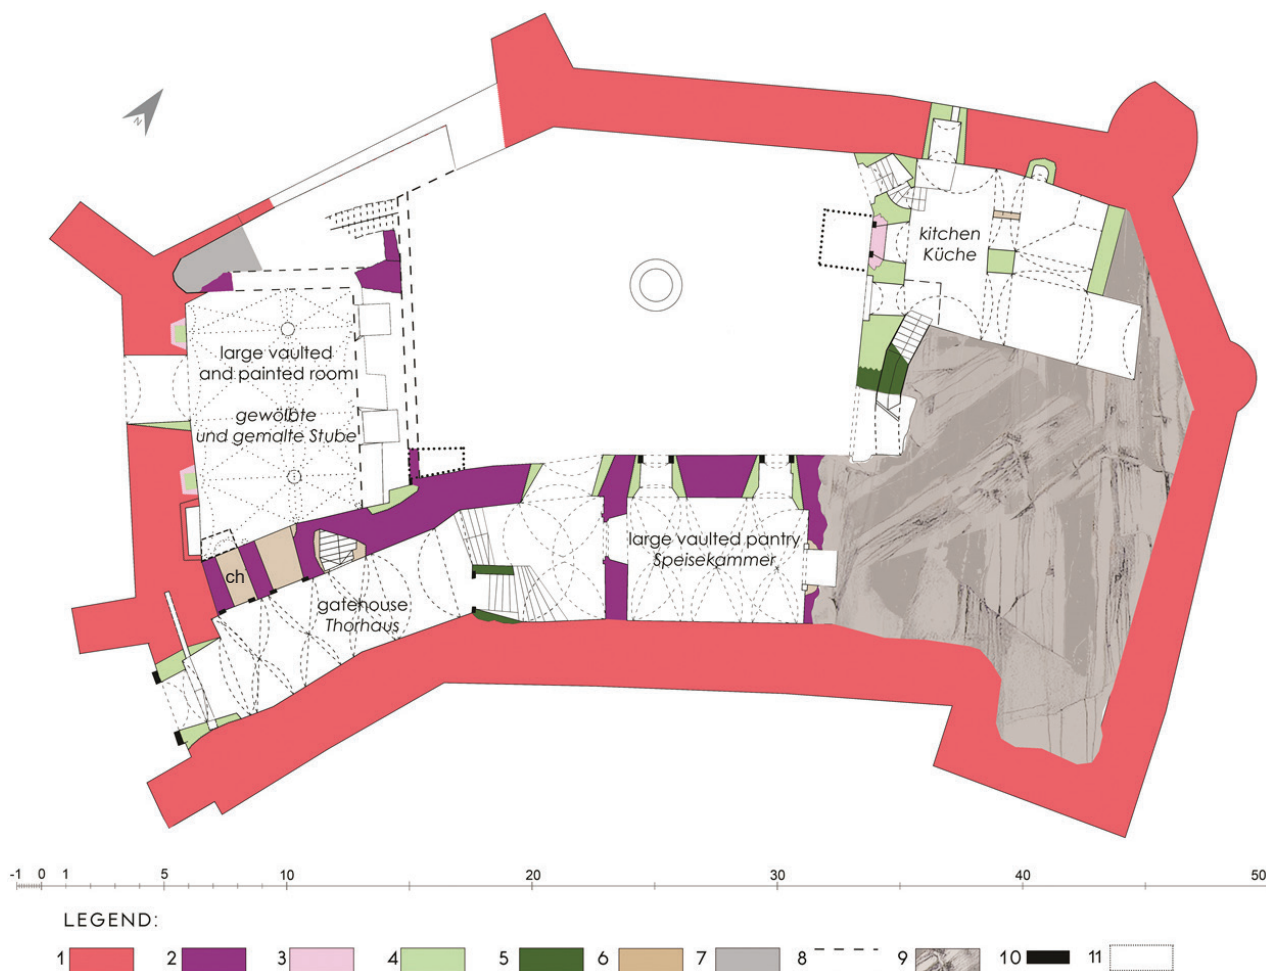 N
kitchen
Küche
large vaulted
and painted room
gewölbte
und gemalte Stube
large vaulted pantry
Speisekammer
ch
gatehouse
Thorhaus
-1 0 1 5 10 20 30 40 50
LEGEND:
1 2 3 4 5 6 7 8 9 10 11